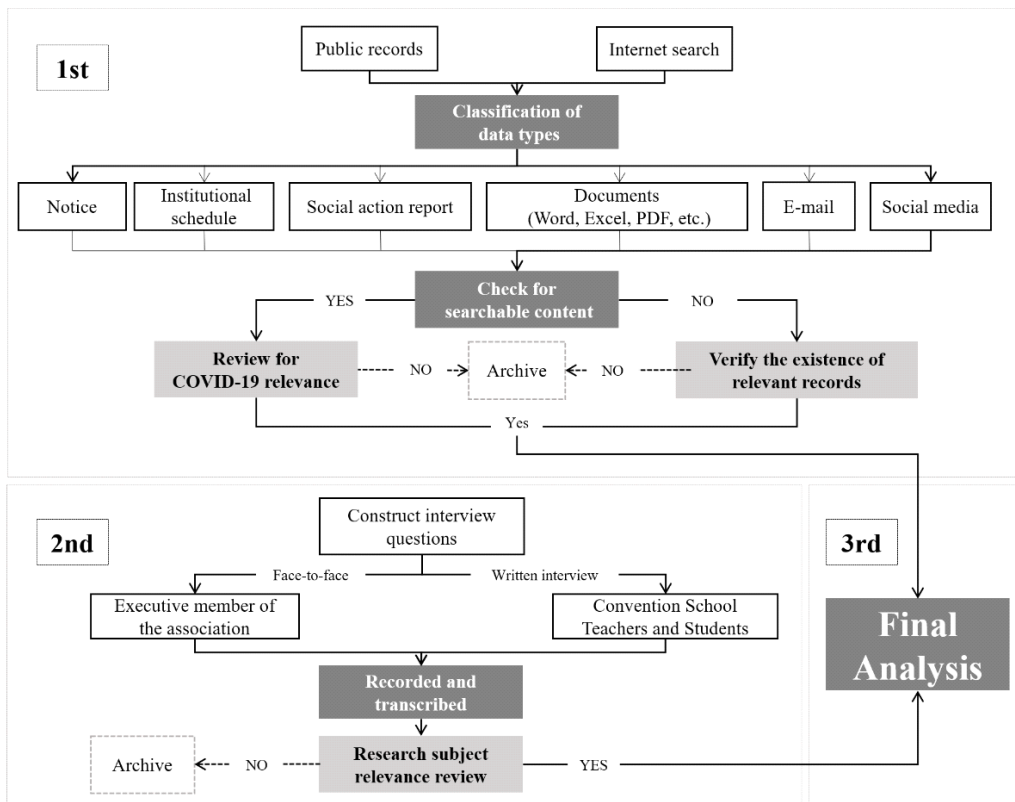 1st
Public records
Internet search
Classification of
data types
Notice
Institutional
schedule
Social action report
Documents
(Word, Excel, PDF, etc.)
E-mail
Social media
Check for
searchable content
YES
NO
Review for
COVID-19 relevance
NO
Archive
NO
Verify the existence of
relevant records
Yes
2nd
Construct interview
questions
Face-to-face
Written interview
Executive member of
the association
Convention School
Teachers and Students
Recorded and
transcribed
Archive
NO
Research subject
relevance review
YES
3rd
Final
Analysis